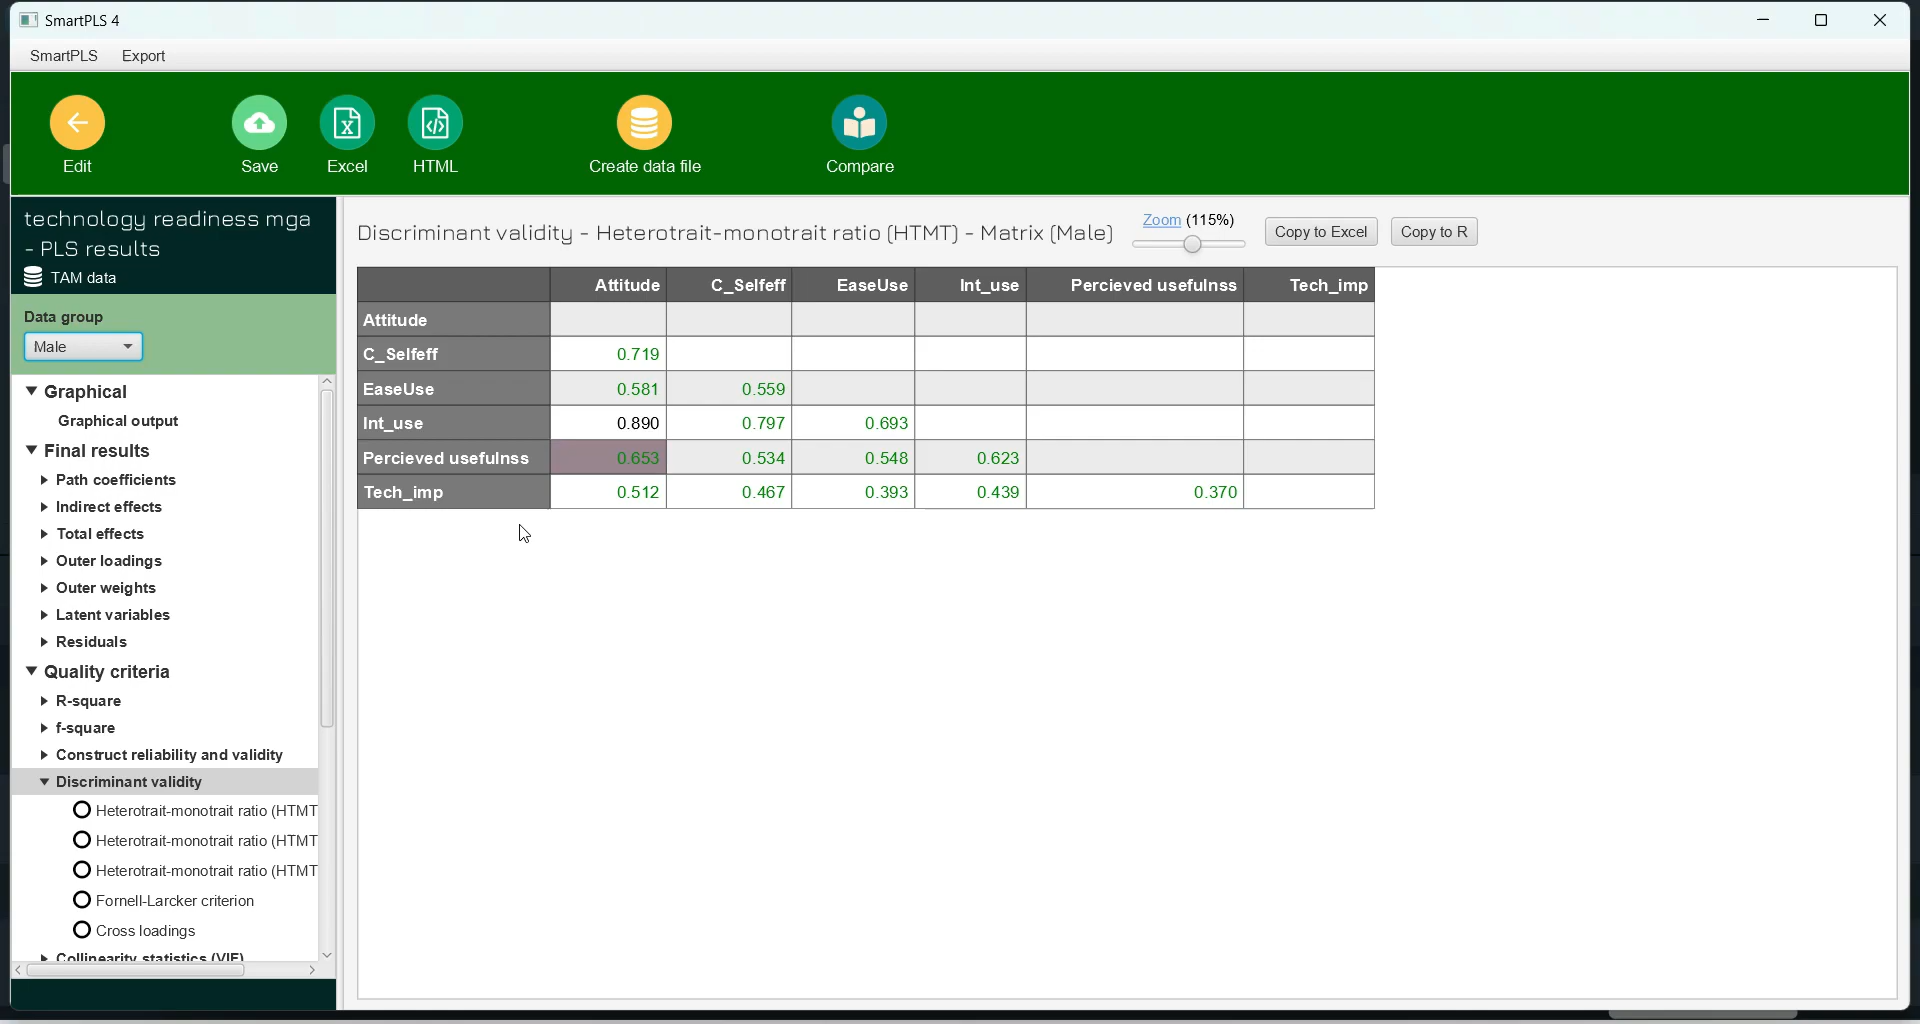 SmartPLS 4
SmartPLS Export
Edit Save Excel HTML Create data file Compare
technology readiness mga
- PLS results
TAM data
Data group
Male
Graphical
Graphical output
Final results
Path coefficients
Indirect effects
Total effects
Outer loadings
Outer weights
Latent variables
Residuals
Quality criteria
R-square
f-square
Construct reliability and validity
Discriminant validity
Heterotrait-monotrait ratio (HTMT
Heterotrait-monotrait ratio (HTMT
Heterotrait-monotrait ratio (HTMT
Fornell-Larcker criterion
Cross loadings
Collinearity statistics (VIF)
Discriminant validity - Heterotrait-monotrait ratio (HTMT) - Matrix (Male)
Zoom (115%)
Copy to Excel Copy to R
Attitude C_Selfeff EaseUse Int_use Percieved usefulnss Tech_imp
Attitude
C_Selfeff 0.719
EaseUse 0.581 0.559
Int_use 0.890 0.797 0.693
Percieved usefulnss 0.653 0.534 0.548 0.623
Tech_imp 0.512 0.467 0.393 0.439 0.370